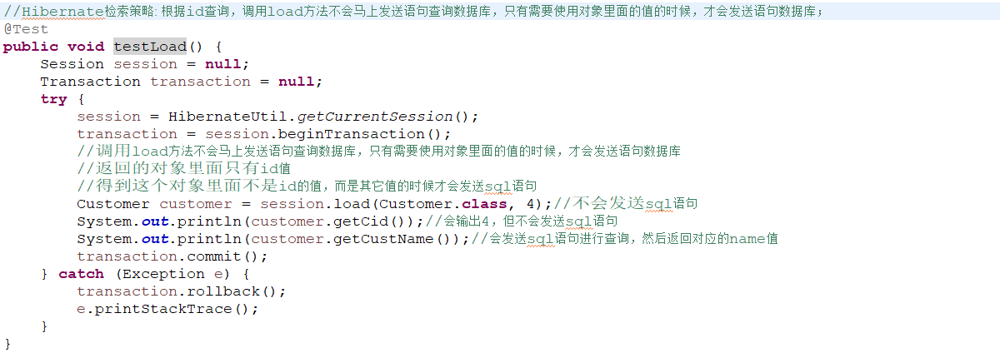 //Hibernate检索策略: 根据id查询，调用load方法不会马上发送语句查询数据库，只有需要使用对象里面的值的时候，才会发送语句数据库；
@Test
public void testLoad() {
    Session session = null;
    Transaction transaction = null;
    try {
        session = HibernateUtil.getCurrentSession();
        transaction = session.beginTransaction();
        //调用load方法不会马上发送语句查询数据库，只有需要使用对象里面的值的时候，才会发送语句数据库
        //返回的对象里面只有id值
        //得到这个对象里面不是id的值，而是其它值的时候才会发送sql语句
        Customer customer = session.load(Customer.class, 4);//不会发送sql语句
        System.out.println(customer.getCid());//会输出4，但不会发送sql语句
        System.out.println(customer.getCustName());//会发送sql语句进行查询，然后返回对应的name值
        transaction.commit();
    } catch (Exception e) {
        transaction.rollback();
        e.printStackTrace();
    }
}